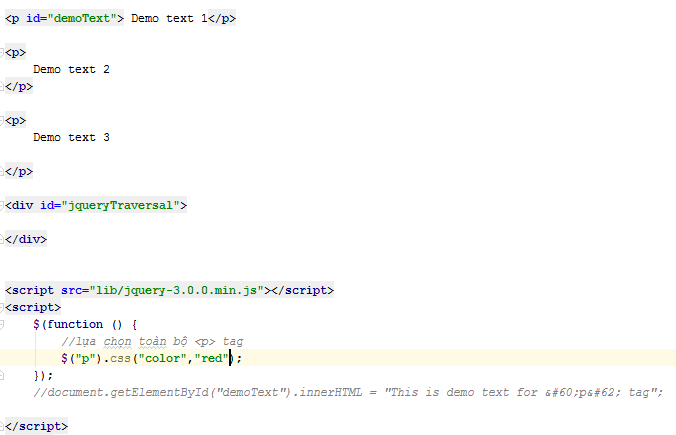 <p id="demoText"> Demo text 1</p>
<p>
Demo text 2
</p>
<p>
Demo text 3
</p>
<div id="jqueryTraversal">
</div>
<script src="lib/jquery-3.0.0.min.js"></script>
<script>
$(function () {
//lựa chọn toàn bộ <p> tag
$("p").css("color","red");
});
//document.getElementById("demoText").innerHTML = "This is demo text for &#60;p&#62; tag";
</script>